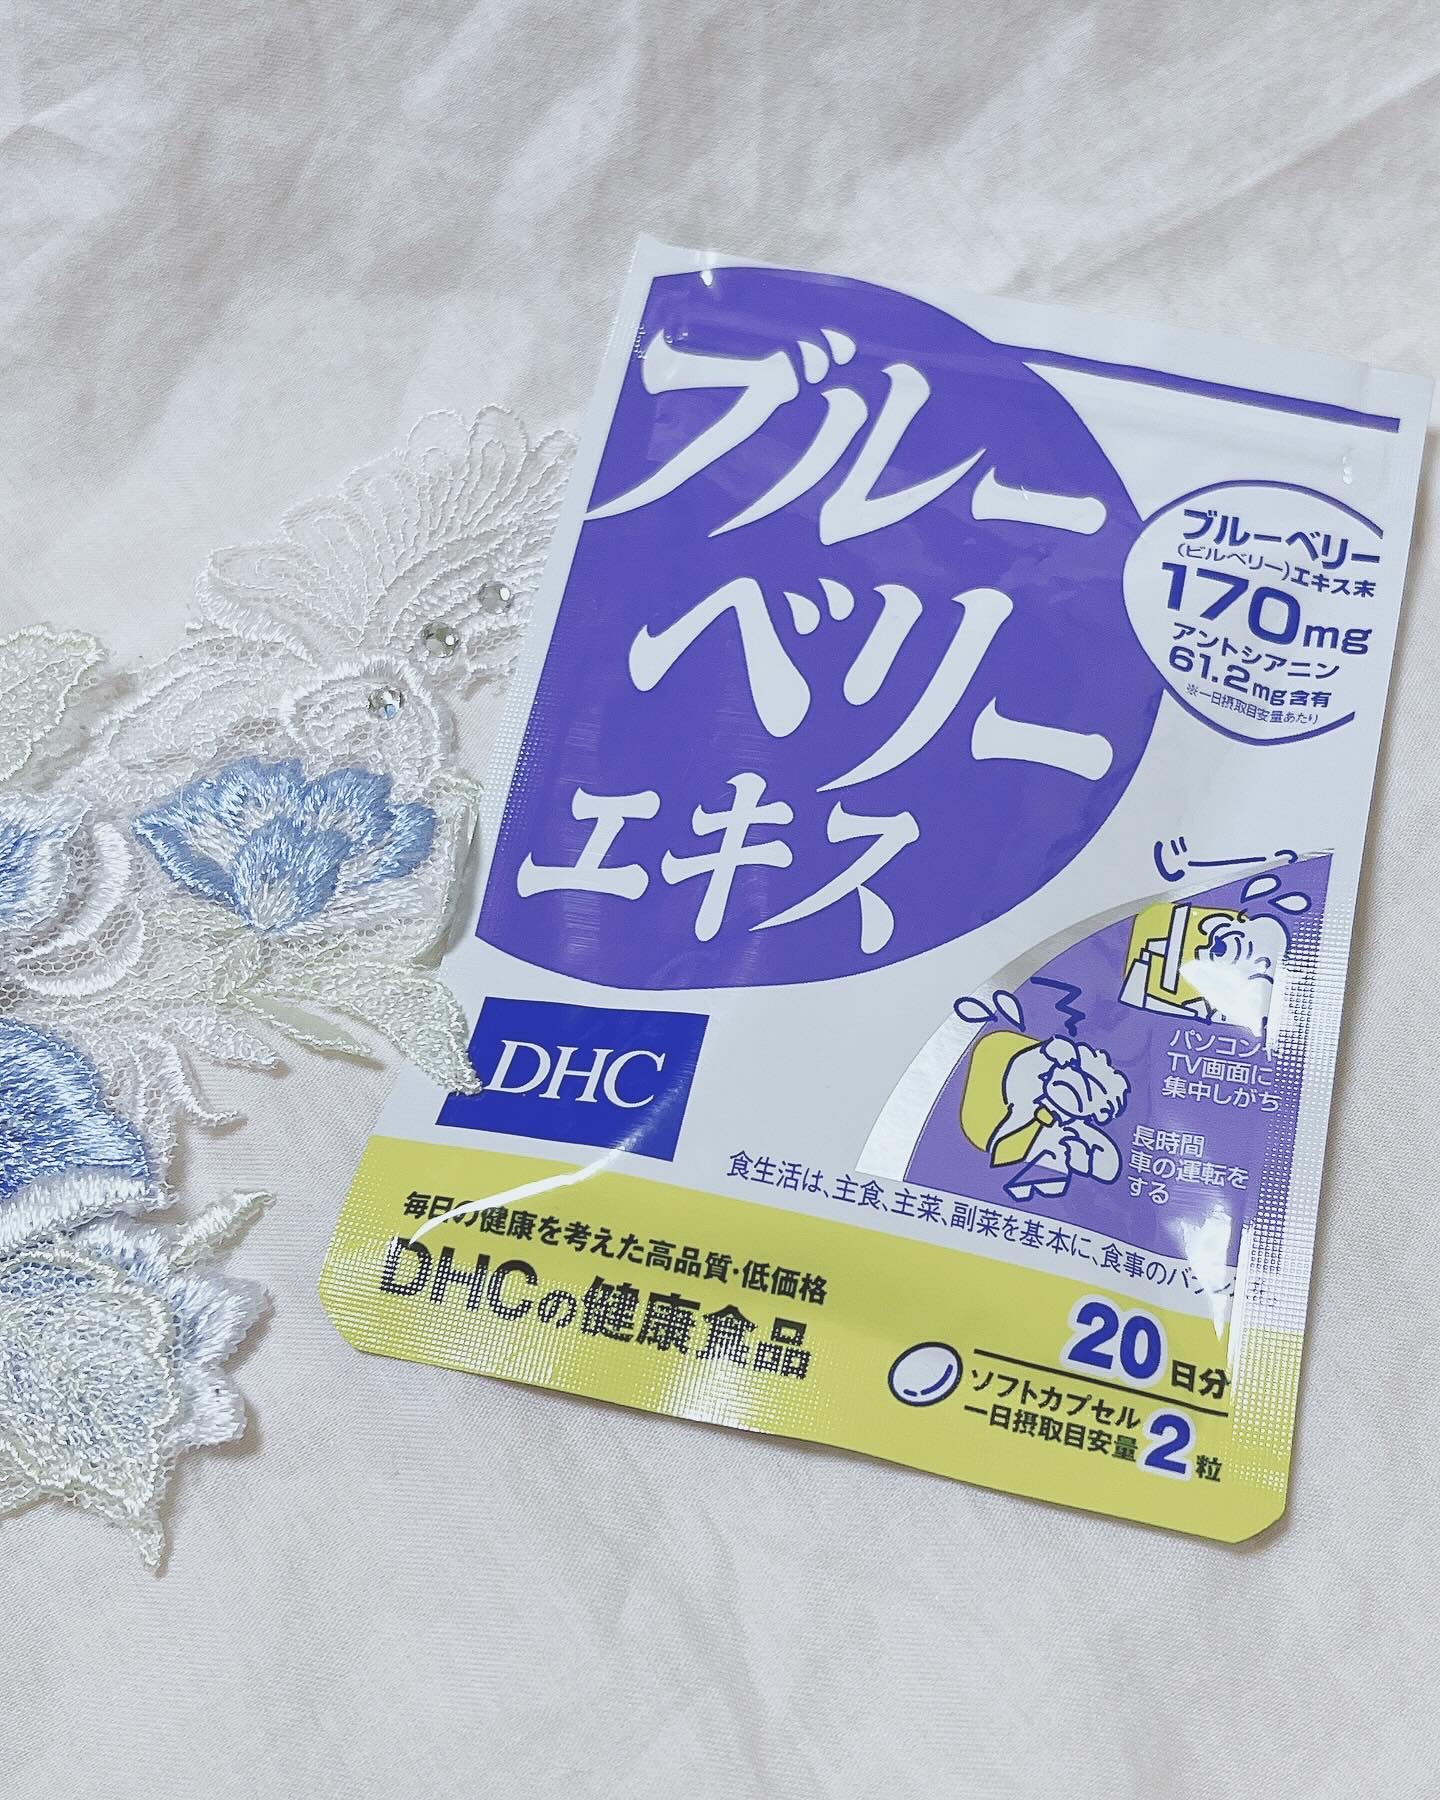 ブルー
ベリー
エキス
ブルーベリー
(ビルベリー)エキス末
170mg
アントシアニン
61.2mg含有
※一日摂取目安量あたり
じーっ
パソコンや
TV画面に
集中しがち
長時間
車の運転を
する
DHC
食生活は、主食、主菜、副菜を基本に、食事のバラン
毎日の健康を考えた高品質・低価格
DHCの健康食品
20日分
ソフトカプセル
一日摂取目安量2粒